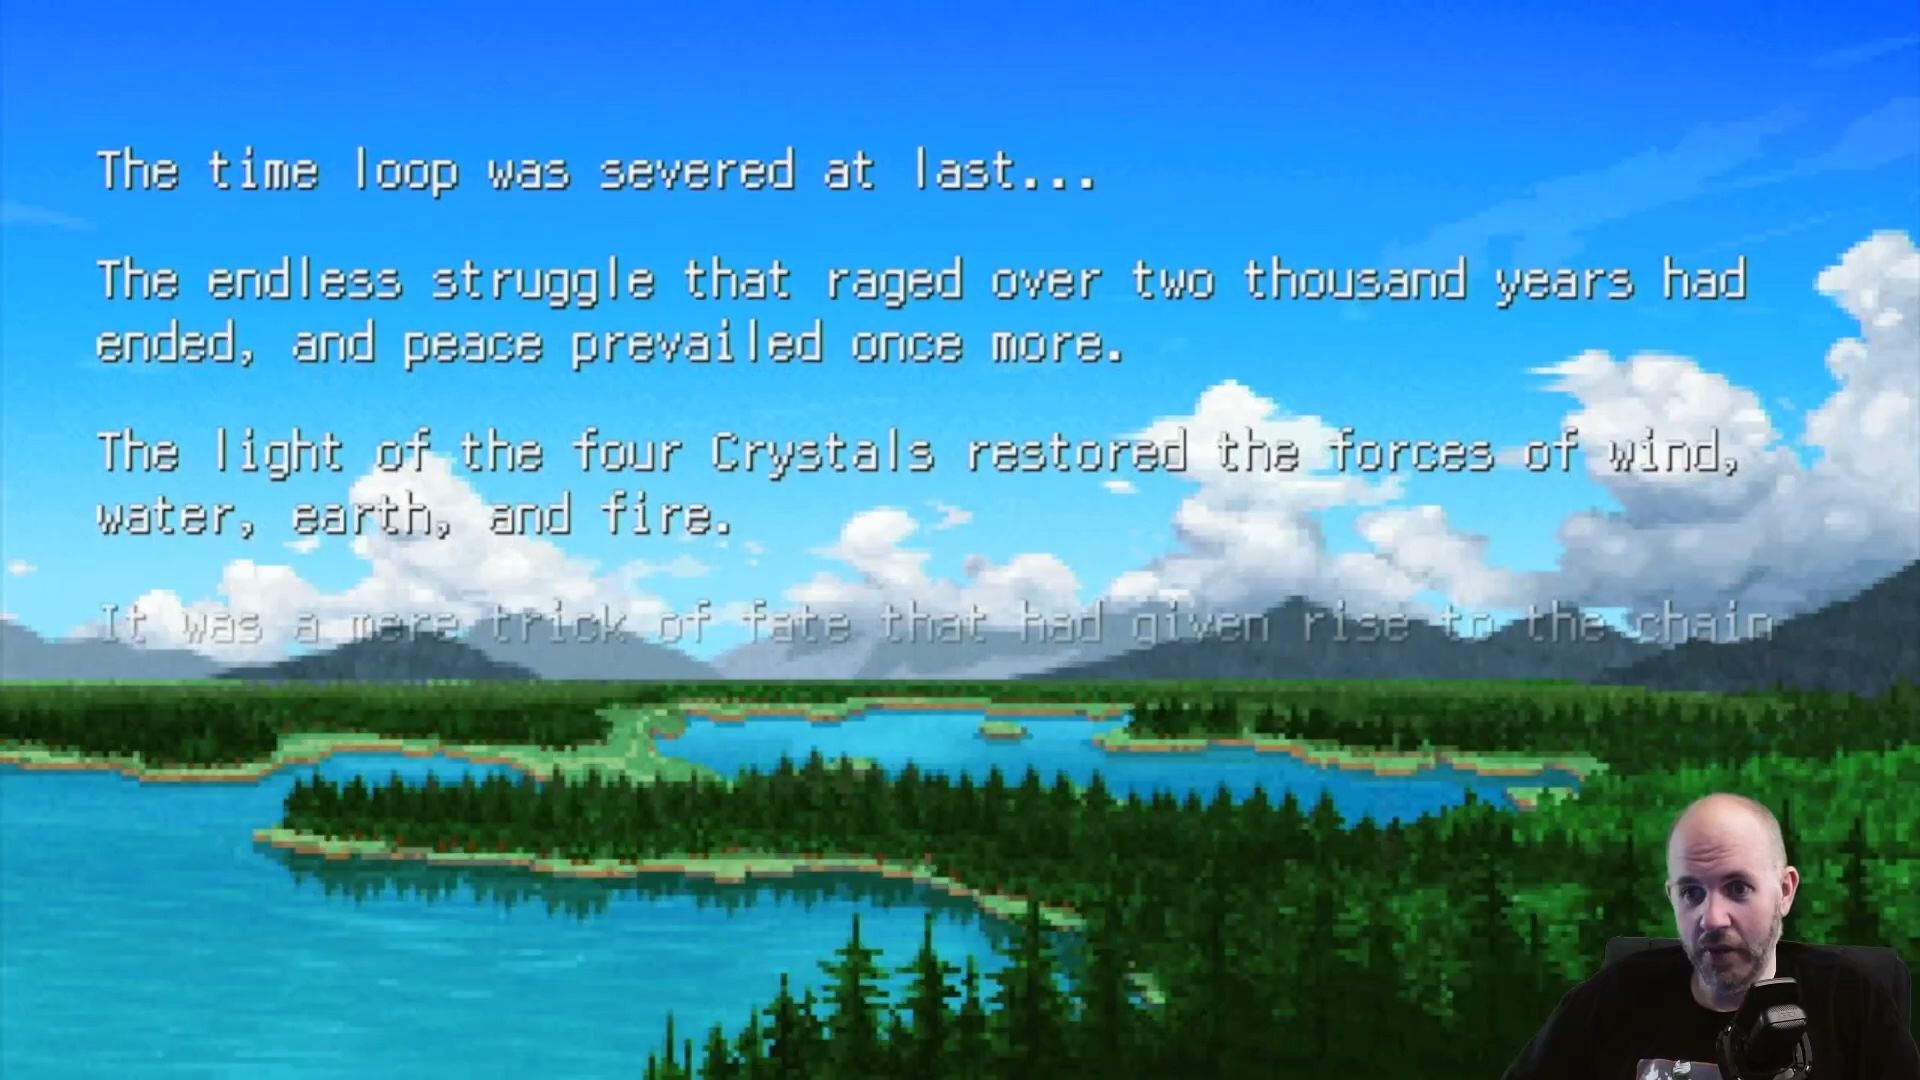 The time loop was severed at last...
The endless struggle that raged over two thousand years had
ended, and peace prevailed once more.
The light of the four Crystals restored the forces of wind,
water, earth, and fire.
It was a mere trick of fate that had given rise to the chain